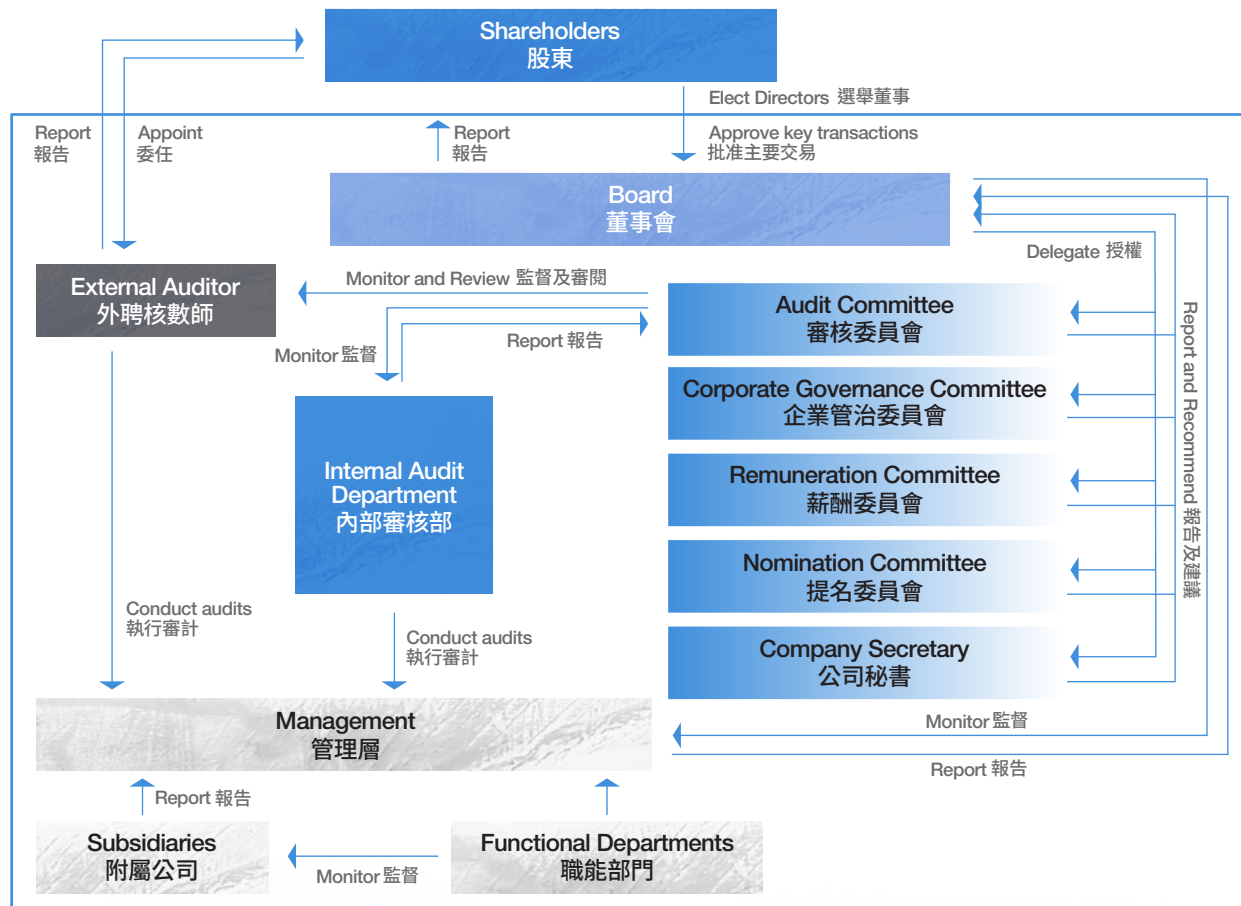 Shareholders
股東
Elect Directors 選舉董事
Report
報告
Appoint
委任
Report
報告
Approve key transactions
批准主要交易
Board
董事會
Delegate 授權
External Auditor
外聘核數師
Monitor and Review 監督及審閱
Audit Committee
審核委員會
Monitor 監督
Report 報告
Corporate Governance Committee
企業管治委員會
Report and Recommend 報告及建議
Internal Audit
Department
內部審核部
Remuneration Committee
薪酬委員會
Nomination Committee
提名委員會
Conduct audits
執行審計
Conduct audits
執行審計
Company Secretary
公司秘書
Management
管理層
Monitor 監督
Report 報告
Report 報告
Subsidiaries
附屬公司
Monitor 監督
Functional Departments
職能部門